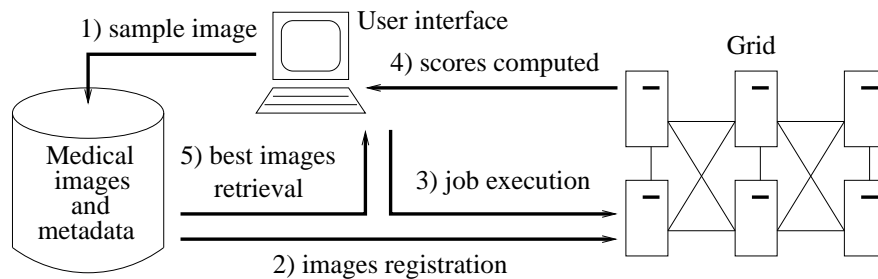 1) sample image
User interface
Grid
4) scores computed
Medical
images
and
metadata
5) best images
retrieval
3) job execution
2) images registration